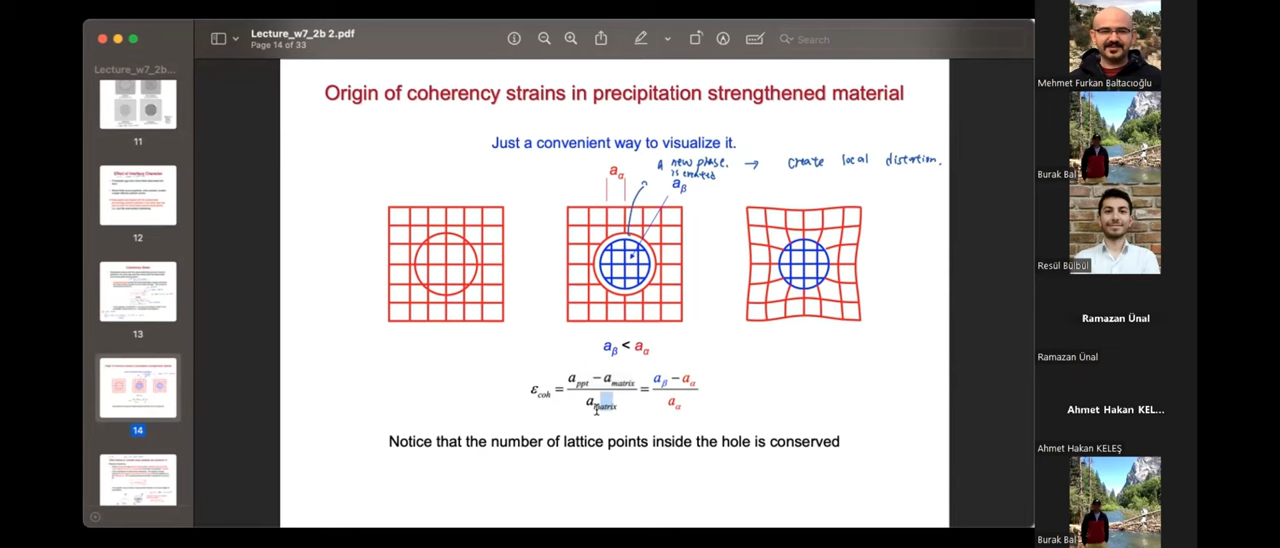 Lecture_w7_2b 2.pdf
Page 14 of 33
Search
Lecture_w7_2b...
11
12
13
14
Origin of coherency strains in precipitation strengthened material
Just a convenient way to visualize it.
A new phase. → create local distortion.
is created
aα
aβ
aβ < aα
εcoh = (appt − amatrix) / amatrix = (aβ − aα) / aα
Notice that the number of lattice points inside the hole is conserved
Mehmet Furkan Baltacıoğlu
Burak Bal
Resül Bülbül
Ramazan Ünal
Ramazan Ünal
Ahmet Hakan KEL...
Ahmet Hakan KELEŞ
Burak Bal